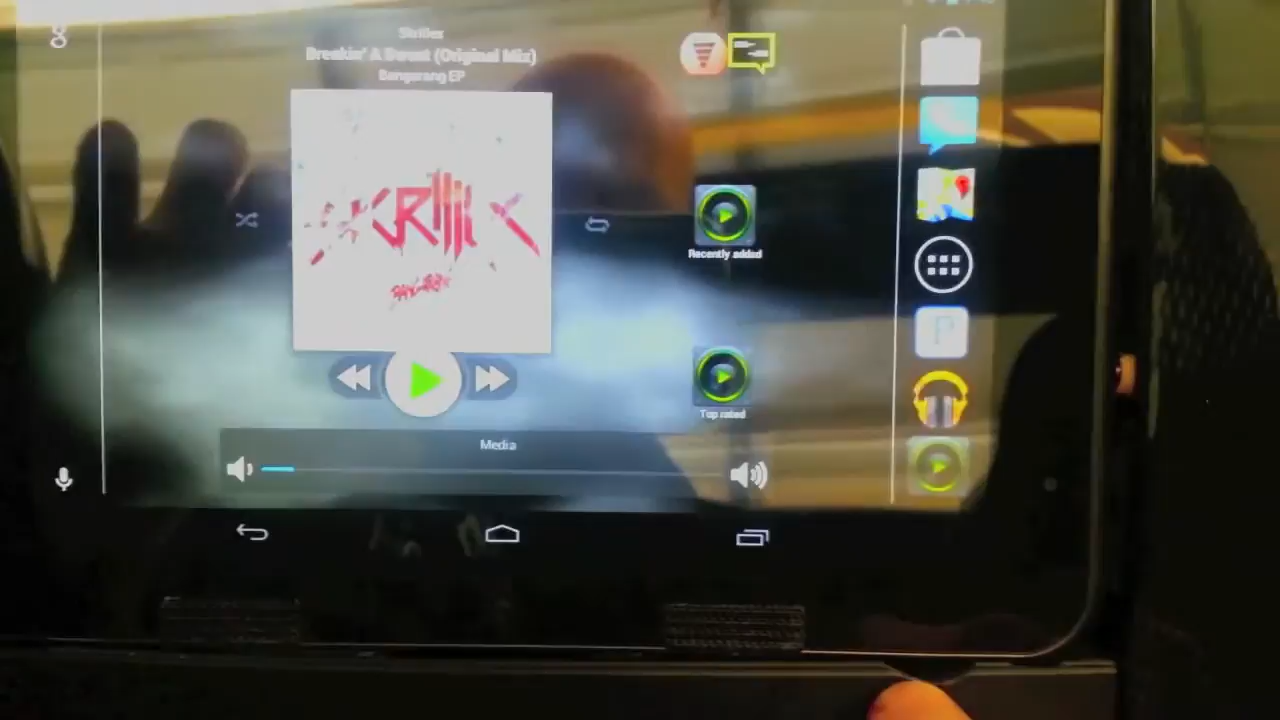 Skrillex
Breakin' A Sweat (Original Mix)
Bangarang EP
SKRILLEX
Recently added
P
Top rated
Media